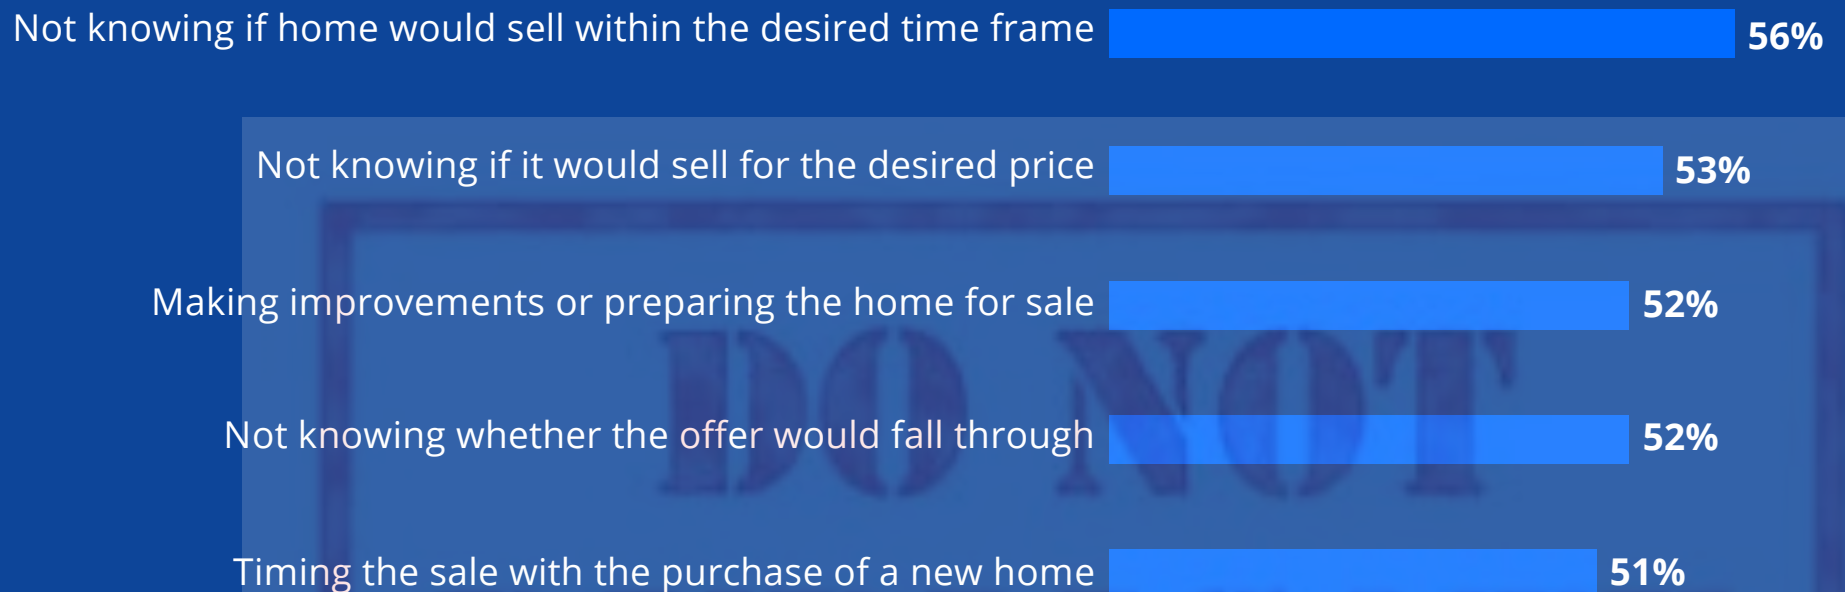 Not knowing if home would sell within the desired time frame 56%
Not knowing if it would sell for the desired price 53%
Making improvements or preparing the home for sale 52%
DO NOT
Not knowing whether the offer would fall through 52%
Timing the sale with the purchase of a new home 51%